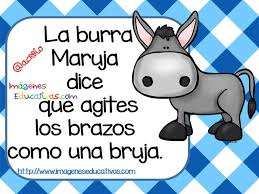 La burra
Maruja
dice
que agites
los brazos
como una bruja.
Imágenes
Educativas.com
http://www.imageneseducativas.com